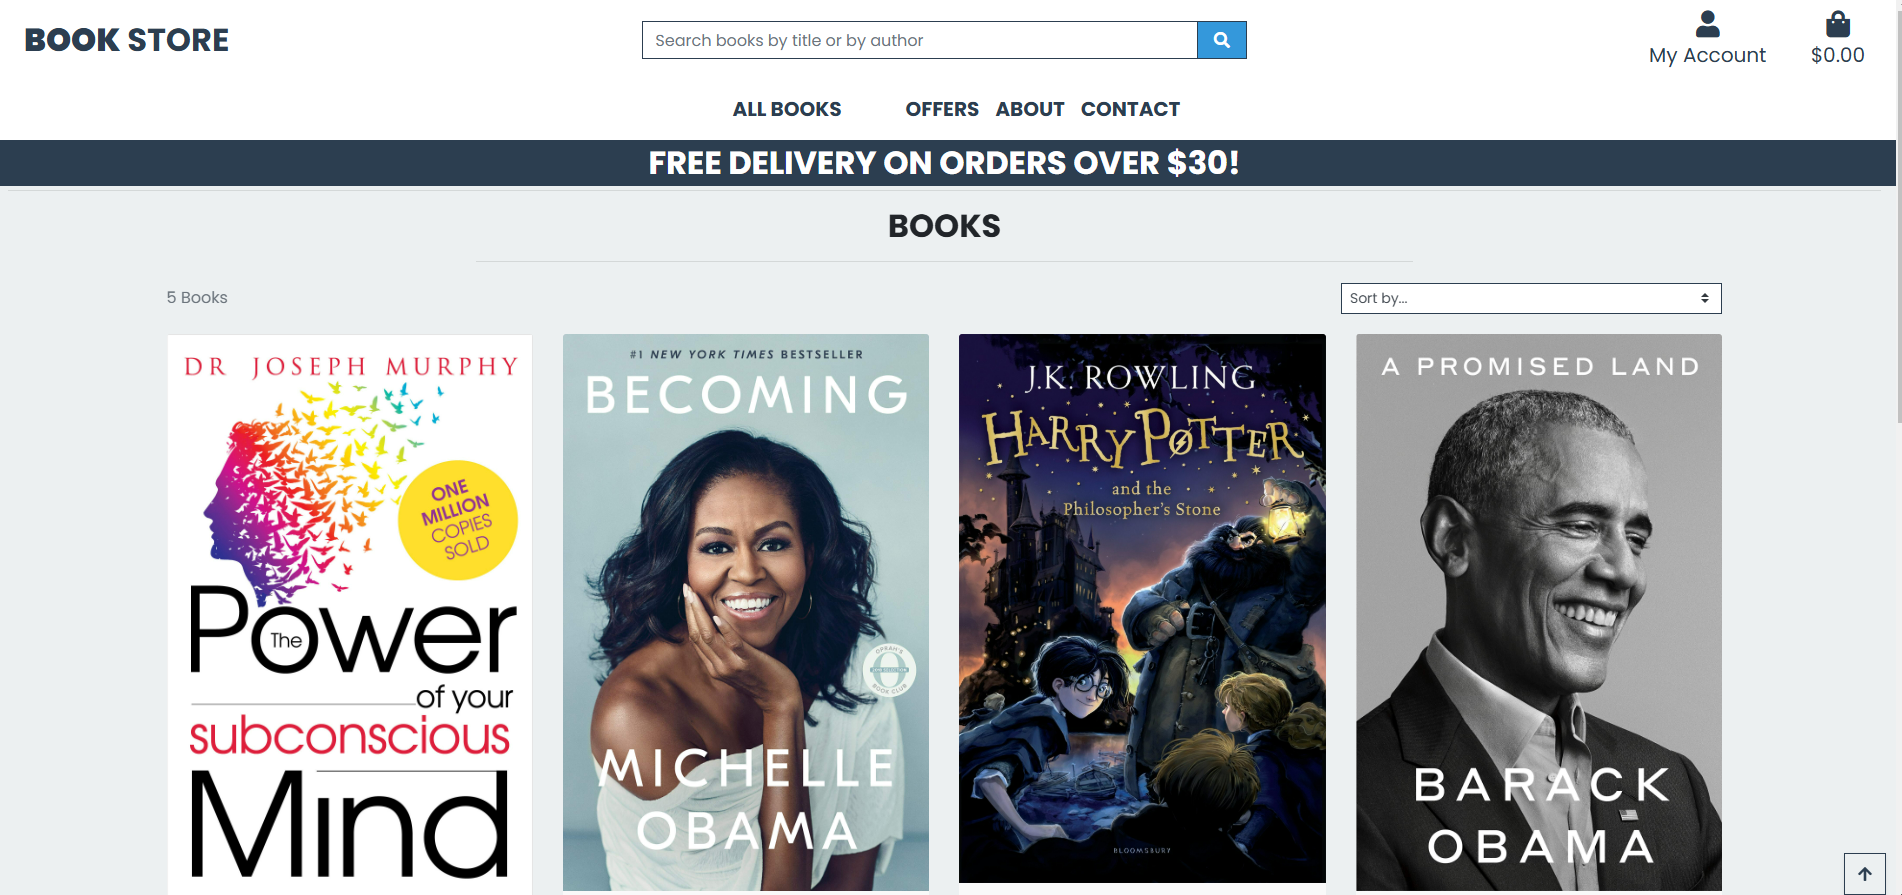 BOOK STORE
Search books by title or by author
My Account
$0.00
ALL BOOKS
OFFERS
ABOUT
CONTACT
FREE DELIVERY ON ORDERS OVER $30!
BOOKS
5 Books
Sort by...
DR JOSEPH MURPHY
ONE
MILLION
COPIES
SOLD
The
Power
of your
subconscious
Mind
#1 NEW YORK TIMES BESTSELLER
BECOMING
OPRAH'S
BOOK CLUB
MICHELLE
OBAMA
J.K. ROWLING
HARRY POTTER
and the
Philosopher's Stone
BLOOMSBURY
A PROMISED LAND
BARACK
OBAMA